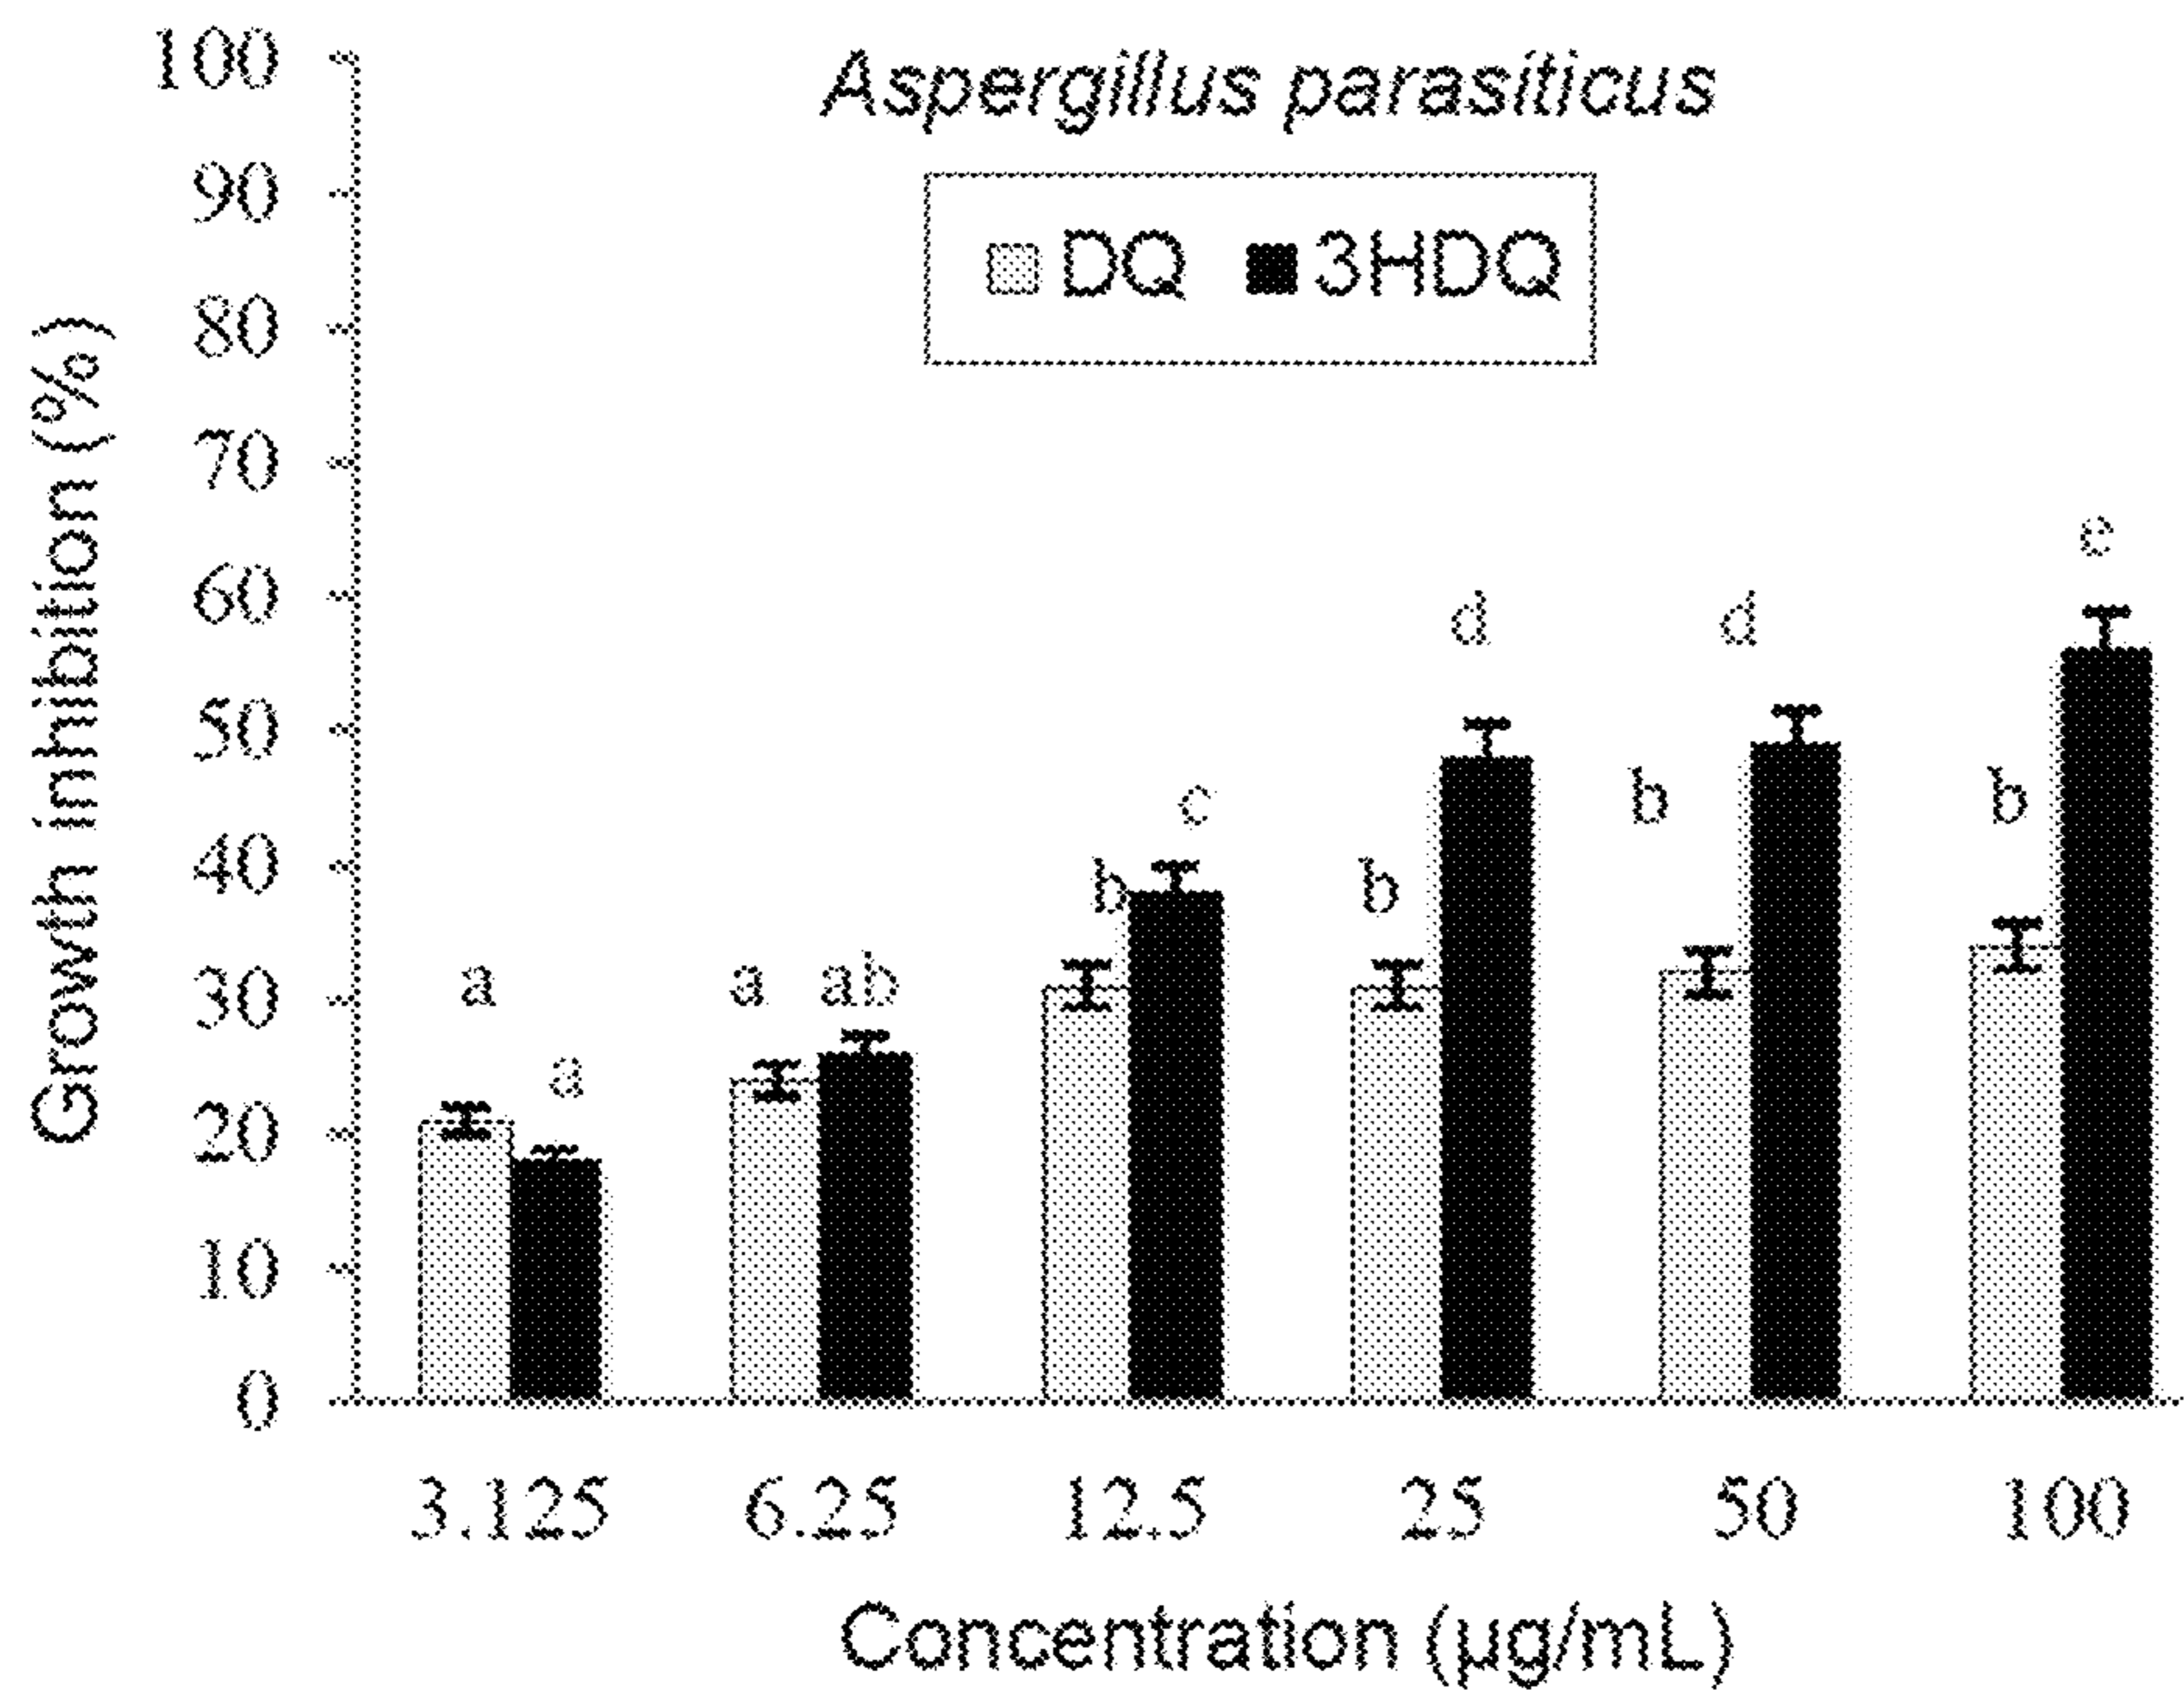 Aspergillus parasiticus
DQ 3HDQ
Growth inhibition (%)
100
90
80
70
60
50
40
30
20
10
0
a a
a ab
b c
b d
b d
b e
3.125 6.25 12.5 25 50 100
Concentration (µg/mL)